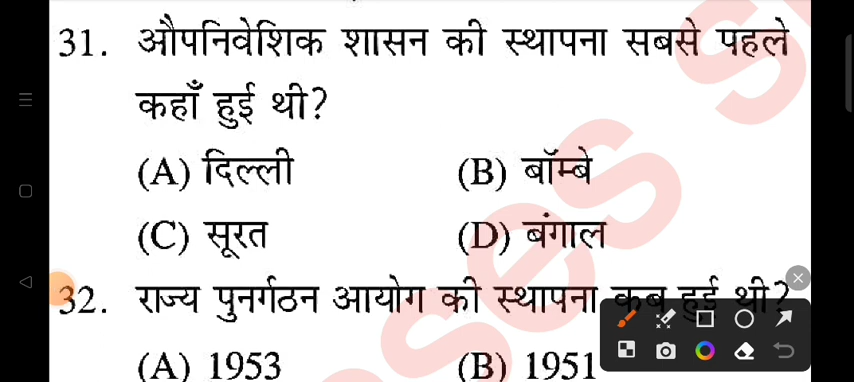 31. औपनिवेशिक शासन की स्थापना सबसे पहले
कहाँ हुई थी?
(A) दिल्ली (B) बॉम्बे
(C) सूरत (D) बंगाल
32. राज्य पुनर्गठन आयोग की स्थापना कब हुई थी?
(A) 1953 (B) 1951